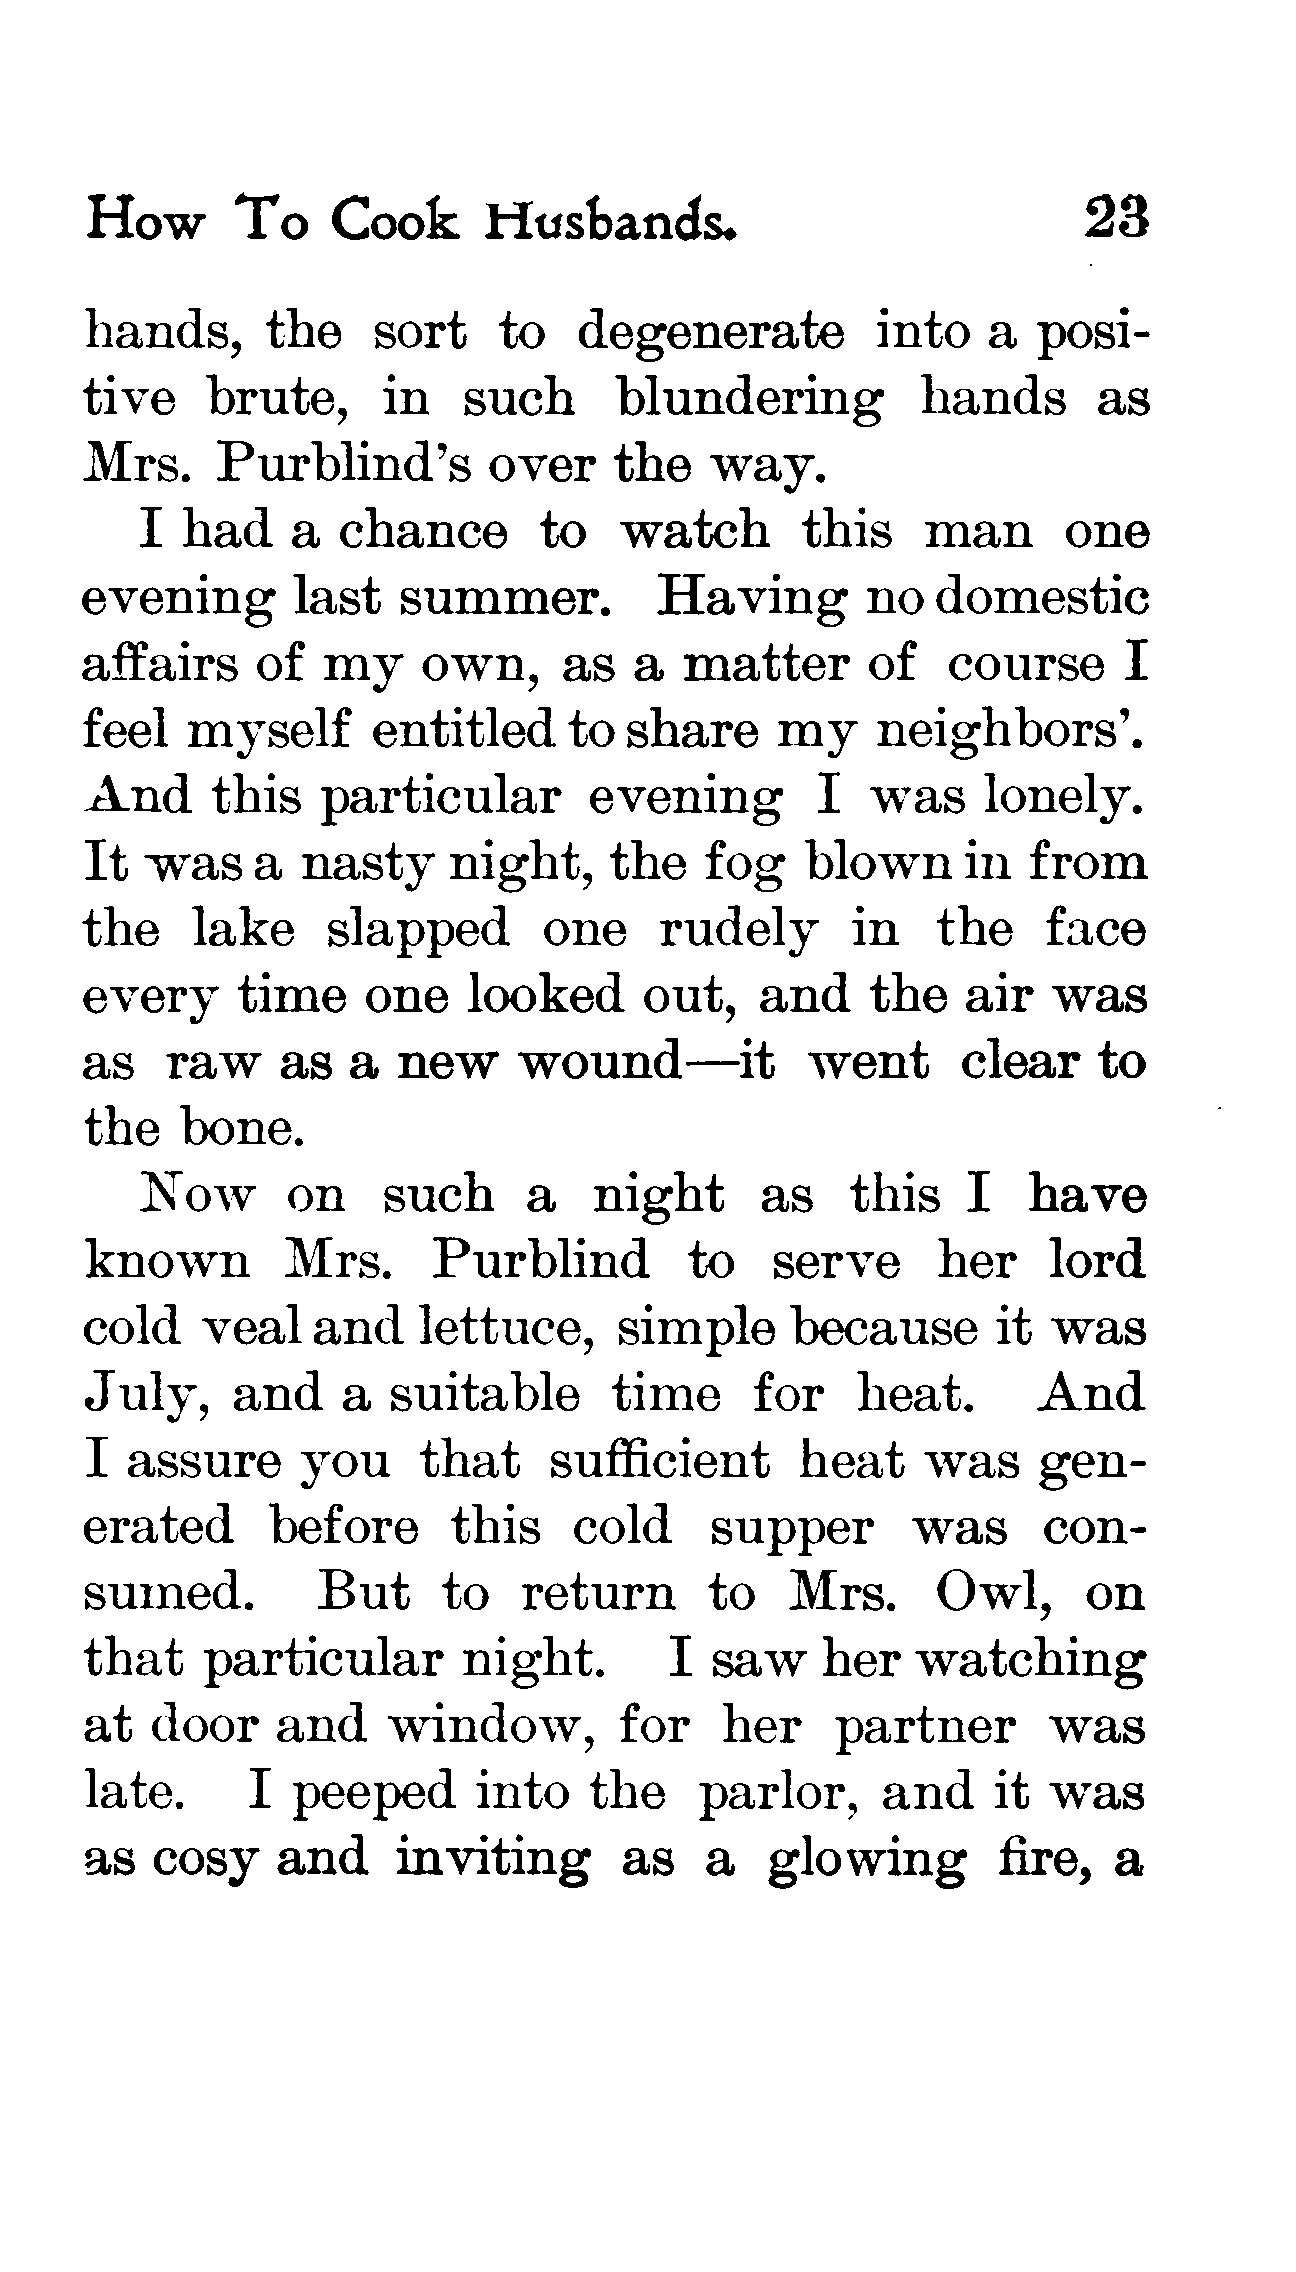 How To Cook Husbands. 23
hands, the sort to degenerate into a posi-
tive brute, in such blundering hands as
Mrs. Purblind's over the way.
I had a chance to watch this man one
evening last summer. Having no domestic
affairs of my own, as a matter of course I
feel myself entitled to share my neighbors'.
And this particular evening I was lonely.
It was a nasty night, the fog blown in from
the lake slapped one rudely in the face
every time one looked out, and the air was
as raw as a new wound—it went clear to
the bone.
Now on such a night as this I have
known Mrs. Purblind to serve her lord
cold veal and lettuce, simple because it was
July, and a suitable time for heat. And
I assure you that sufficient heat was gen-
erated before this cold supper was con-
sumed. But to return to Mrs. Owl, on
that particular night. I saw her watching
at door and window, for her partner was
late. I peeped into the parlor, and it was
as cosy and inviting as a glowing fire, a